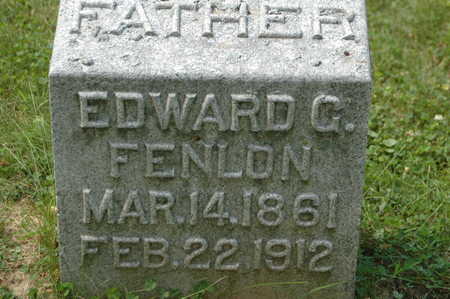 FATHER
EDWARD G.
FENLON
MAR.14.1861
FEB.22.1912